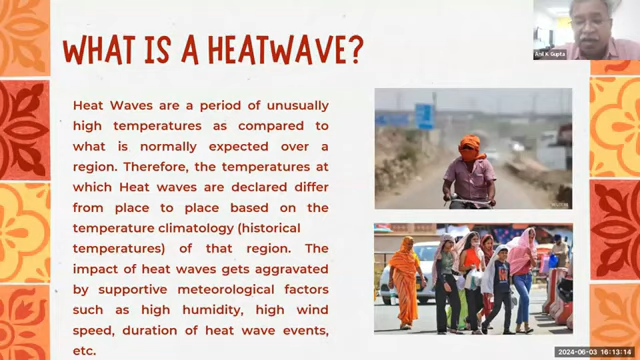 WHAT IS A HEATWAVE?
Anil K Gupta
Heat Waves are a period of unusually
high temperatures as compared to
what is normally expected over a
region. Therefore, the temperatures at
which Heat waves are declared differ
from place to place based on the
temperature climatology (historical
temperatures) of that region. The
impact of heat waves gets aggravated
by supportive meteorological factors
such as high humidity, high wind
speed, duration of heat wave events,
etc.
2024-06-03 16:13:14